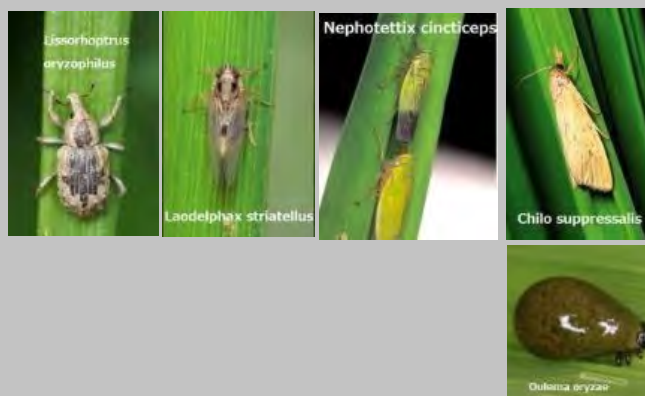 Lissorhoptrus
oryzophilus
Laodelphax striatellus
Nephotettix cincticeps
Chilo suppressalis
Oulema oryzae